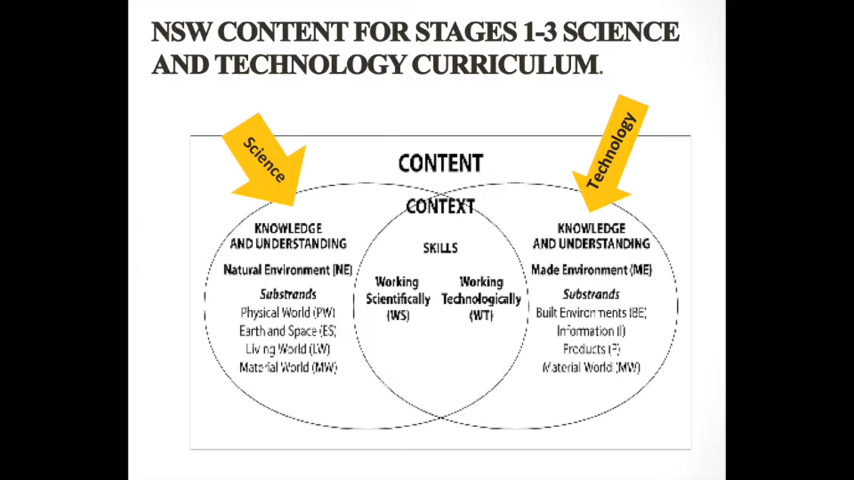 NSW CONTENT FOR STAGES 1-3 SCIENCE
AND TECHNOLOGY CURRICULUM.
Science
Technology
CONTENT
CONTEXT
KNOWLEDGE
AND UNDERSTANDING
Natural Environment (NE)
Substrands
Physical World (PW)
Earth and Space (ES)
Living World (LW)
Material World (MW)
SKILLS
Working
Scientifically
(WS)
Working
Technologically
(WT)
KNOWLEDGE
AND UNDERSTANDING
Made Environment (ME)
Substrands
Built Environments (BE)
Information (I)
Products (P)
Material World (MW)